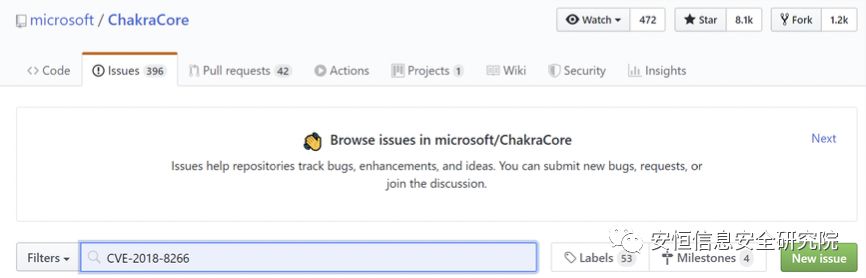 microsoft / ChakraCore Watch 472 Star 8.1k Fork 1.2k
Code Issues 396 Pull requests 42 Actions Projects 1 Wiki Security Insights
Browse issues in microsoft/ChakraCore Next
Issues help repositories track bugs, enhancements, and ideas. You can submit new bugs, requests, or
join the discussion.
安恒信息安全研究院
Filters CVE-2018-8266 Labels 53 Milestones 4 New issue